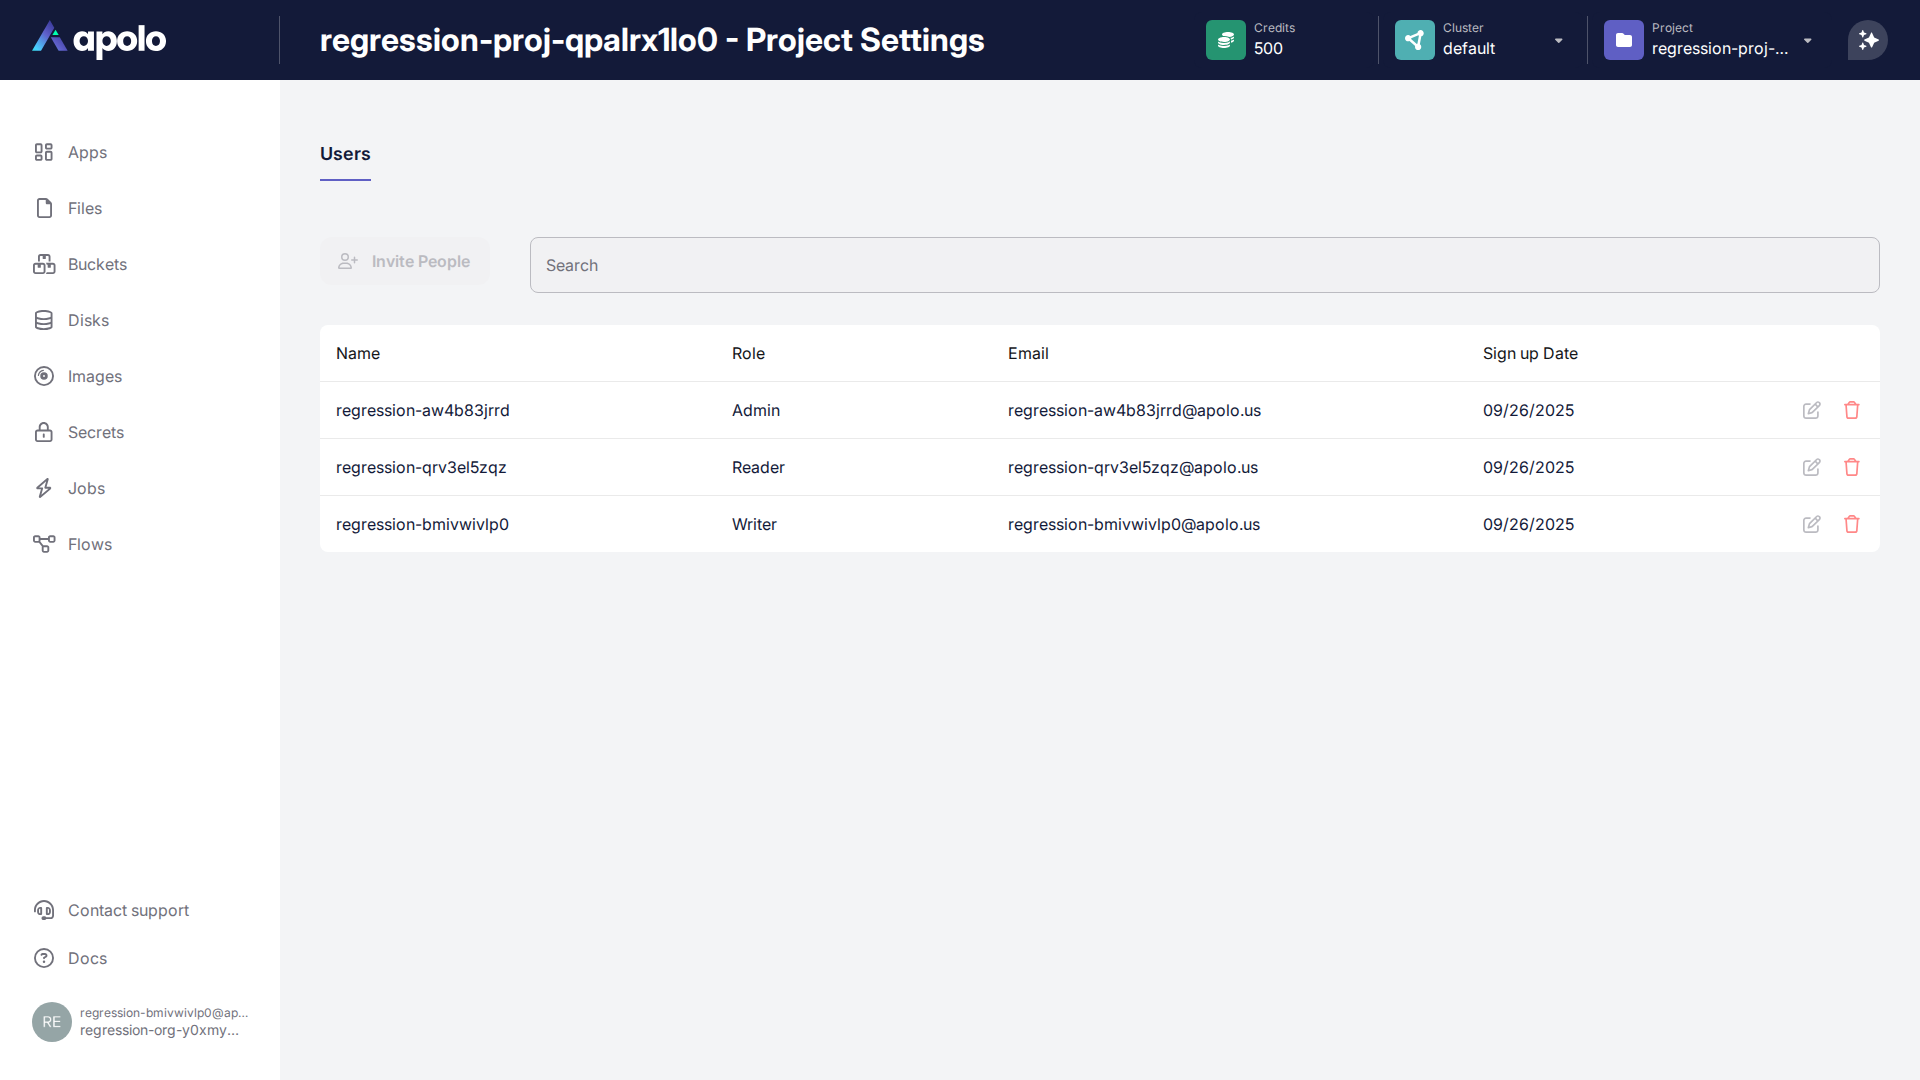 apolo
regression-proj-qpalrx1lo0 - Project Settings
Credits
500
Cluster
default
Project
regression-proj-...
Apps
Files
Buckets
Disks
Images
Secrets
Jobs
Flows
Contact support
Docs
RE
regression-bmivwivlp0@ap...
regression-org-y0xmy...
Users
Invite People
Search
Name Role Email Sign up Date
regression-aw4b83jrrd Admin regression-aw4b83jrrd@apolo.us 09/26/2025
regression-qrv3el5zqz Reader regression-qrv3el5zqz@apolo.us 09/26/2025
regression-bmivwivlp0 Writer regression-bmivwivlp0@apolo.us 09/26/2025